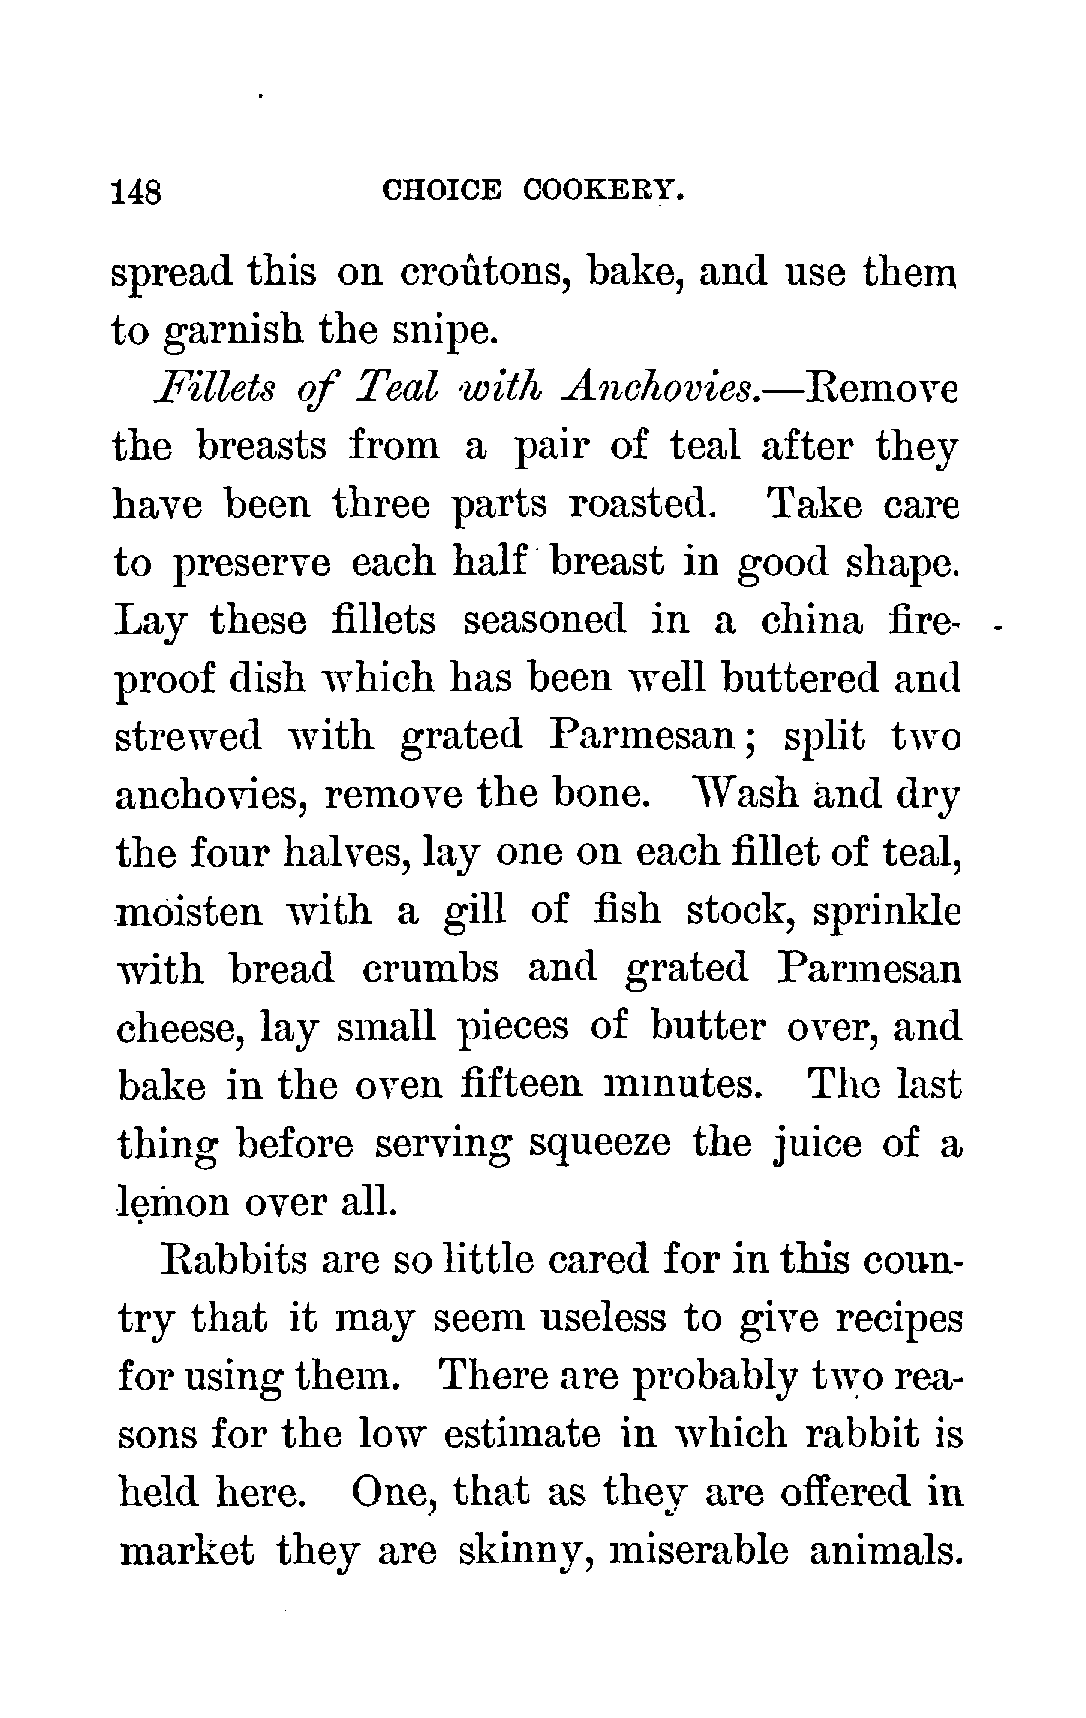 148 CHOICE COOKERY.
spread this on croûtons, bake, and use them
to garnish the snipe.
Fillets of Teal with Anchovies.—Remove
the breasts from a pair of teal after they
have been three parts roasted. Take care
to preserve each half breast in good shape.
Lay these fillets seasoned in a china fire-
proof dish which has been well buttered and
strewed with grated Parmesan; split two
anchovies, remove the bone. Wash and dry
the four halves, lay one on each fillet of teal,
moisten with a gill of fish stock, sprinkle
with bread crumbs and grated Parmesan
cheese, lay small pieces of butter over, and
bake in the oven fifteen minutes. The last
thing before serving squeeze the juice of a
lemon over all.
Rabbits are so little cared for in this coun-
try that it may seem useless to give recipes
for using them. There are probably two rea-
sons for the low estimate in which rabbit is
held here. One, that as they are offered in
market they are skinny, miserable animals.